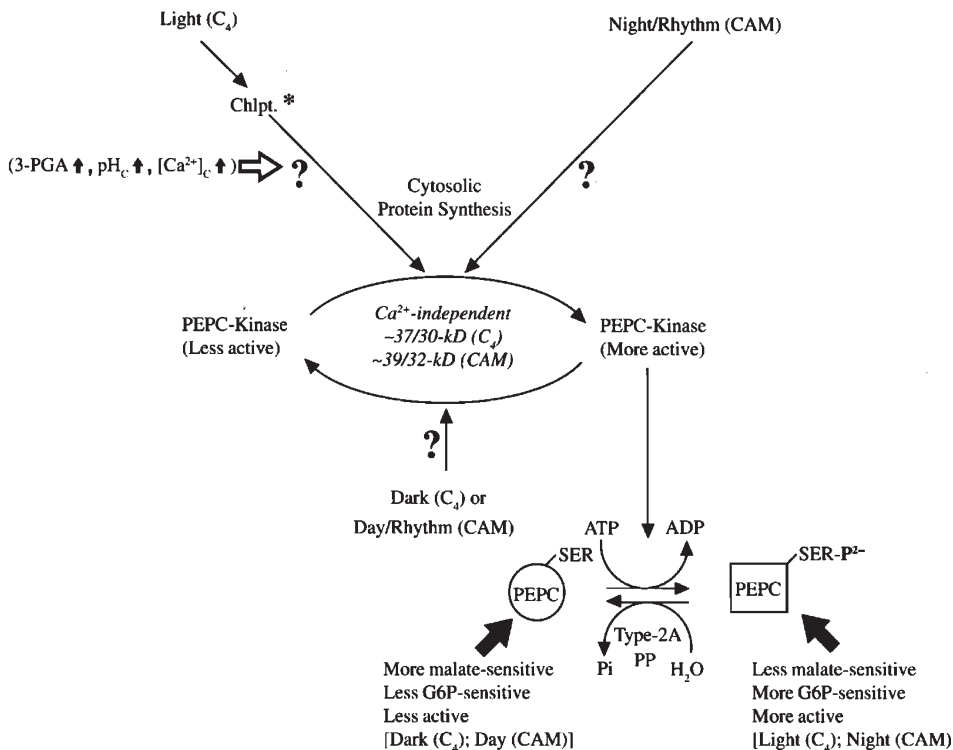 Light (C₄)
Night/Rhythm (CAM)
Chlpt. *
(3-PGA ⬆, pH꜀ ⬆, [Ca²⁺]꜀ ⬆)
?
?
Cytosolic
Protein Synthesis
PEPC-Kinase
(Less active)
Ca²⁺-independent
~37/30-kD (C₄)
~39/32-kD (CAM)
PEPC-Kinase
(More active)
?
Dark (C₄) or
Day/Rhythm (CAM)
ATP
ADP
SER
PEPC
SER-P²⁻
PEPC
Type-2A
PP
Pi
H₂O
More malate-sensitive
Less G6P-sensitive
Less active
[Dark (C₄); Day (CAM)]
Less malate-sensitive
More G6P-sensitive
More active
[Light (C₄); Night (CAM)